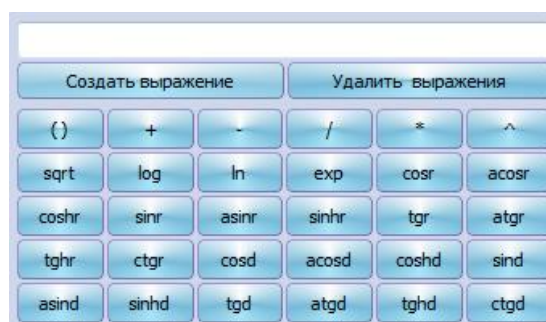 Создать выражение Удалить выражения
() + - / * ^
sqrt log ln exp cosr acosr
coshr sinr asinr sinhr tgr atgr
tghr ctgr cosd acosd coshd sind
asind sinhd tgd atgd tghd ctgd